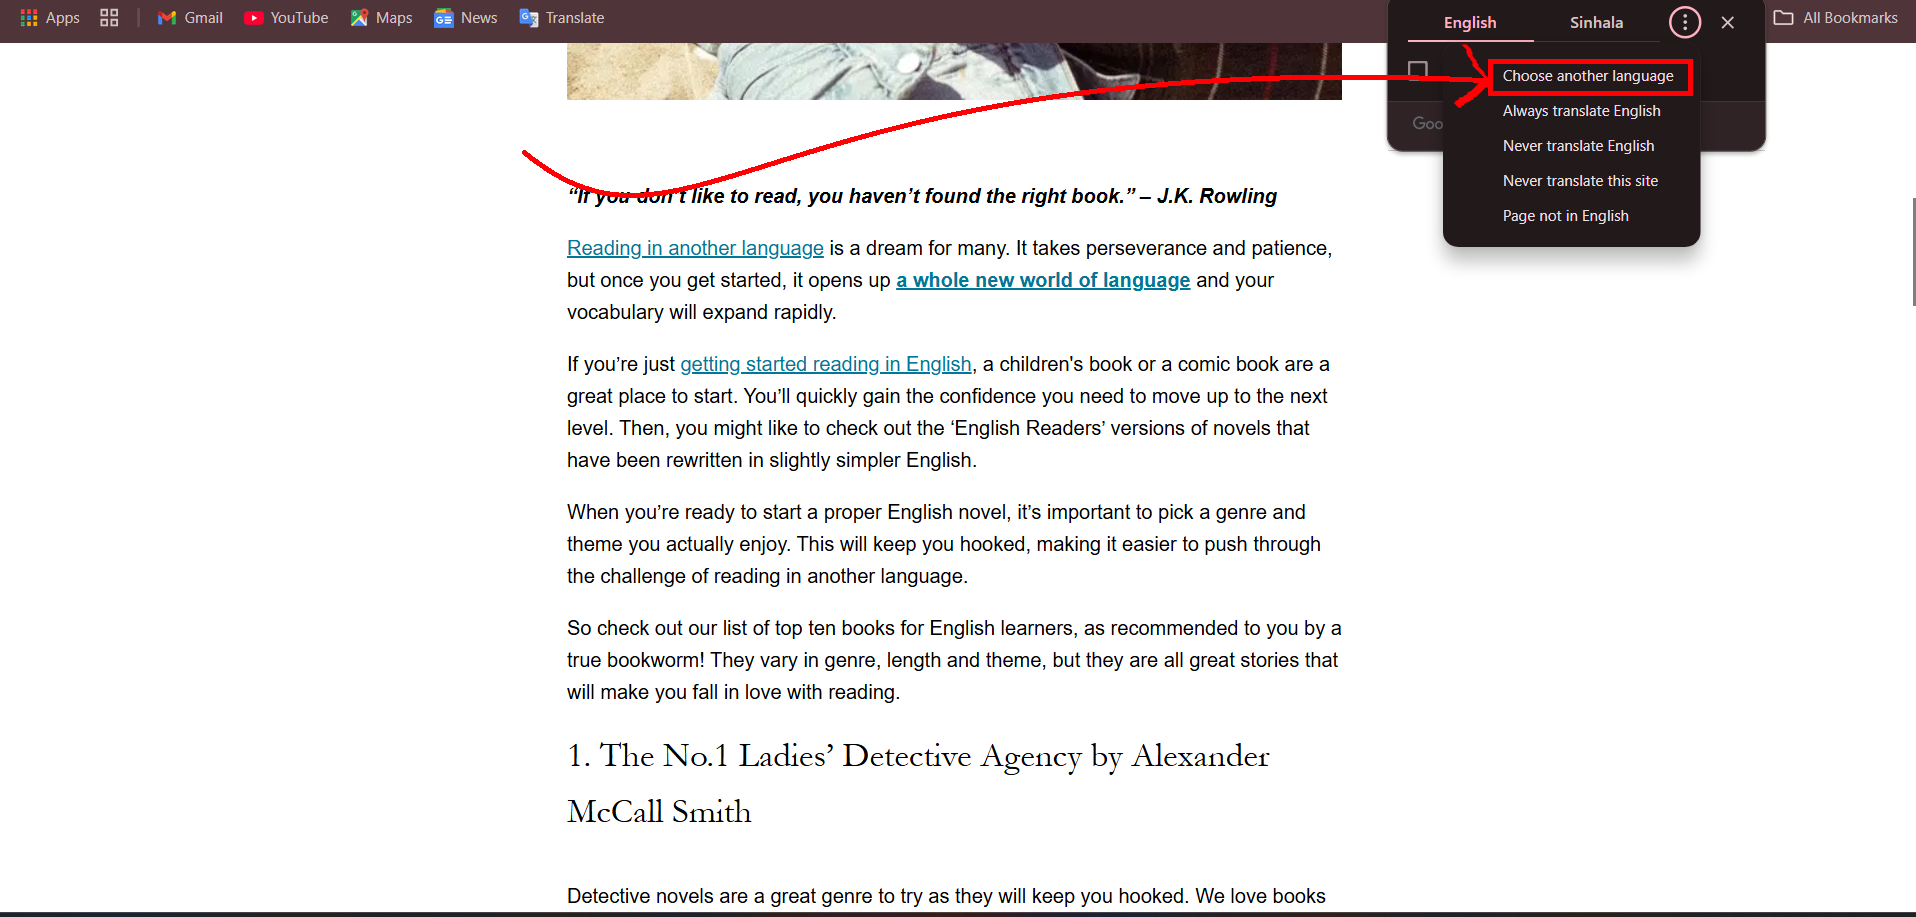 Apps
Gmail
YouTube
Maps
News
Translate
English
Sinhala
All Bookmarks
Choose another language
Always translate English
Goo
Never translate English
Never translate this site
Page not in English
“If you don’t like to read, you haven’t found the right book.” – J.K. Rowling
Reading in another language is a dream for many. It takes perseverance and patience,
but once you get started, it opens up a whole new world of language and your
vocabulary will expand rapidly.
If you’re just getting started reading in English, a children's book or a comic book are a
great place to start. You’ll quickly gain the confidence you need to move up to the next
level. Then, you might like to check out the ‘English Readers’ versions of novels that
have been rewritten in slightly simpler English.
When you’re ready to start a proper English novel, it’s important to pick a genre and
theme you actually enjoy. This will keep you hooked, making it easier to push through
the challenge of reading in another language.
So check out our list of top ten books for English learners, as recommended to you by a
true bookworm! They vary in genre, length and theme, but they are all great stories that
will make you fall in love with reading.
1. The No.1 Ladies’ Detective Agency by Alexander
McCall Smith
Detective novels are a great genre to try as they will keep you hooked. We love books